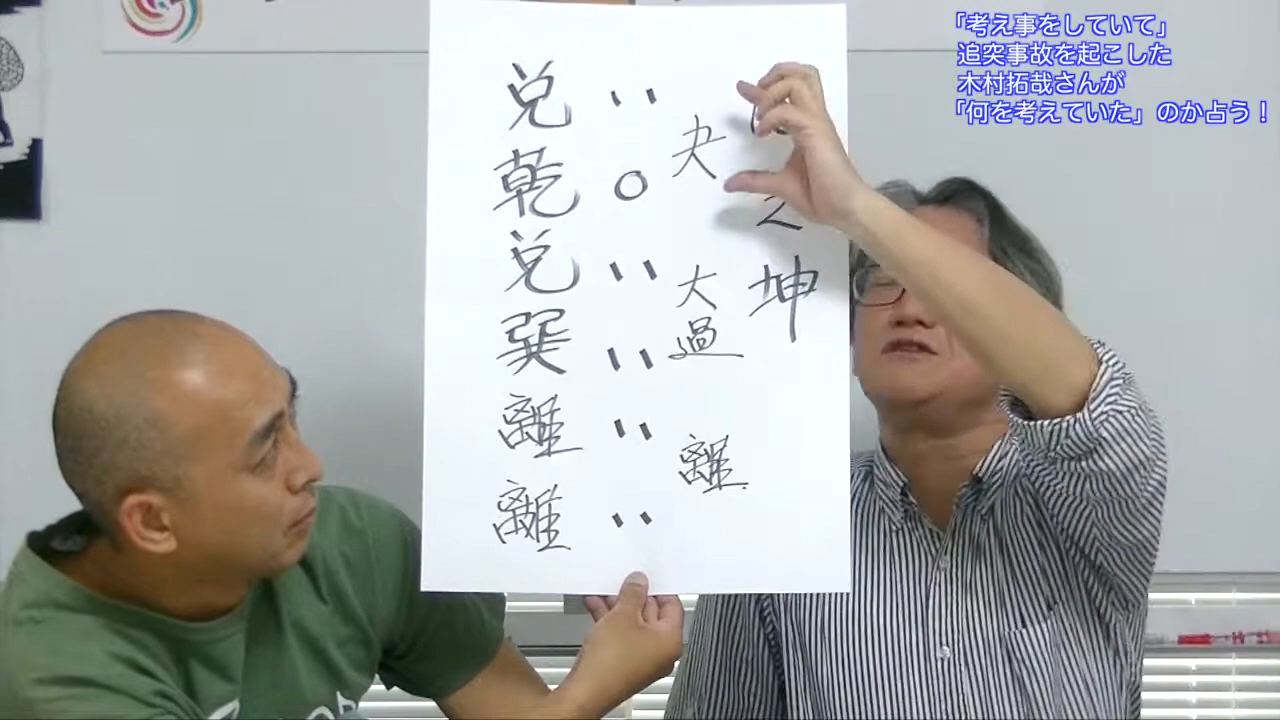 「考え事をしていて」
追突事故を起こした
木村拓哉さんが
「何を考えていた」のか占う！
之
坤
夬
大
過
離
兌
乾
兌
巽
離
離